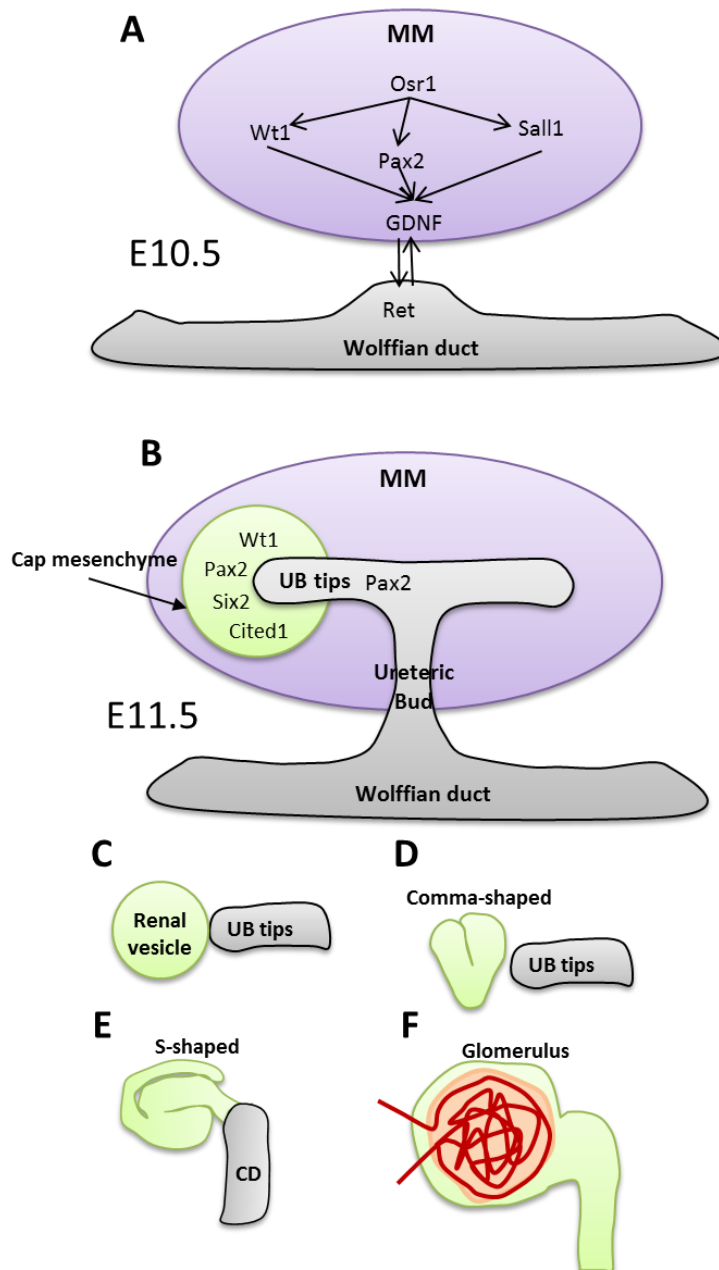 A
MM
Osr1
Wt1
Sall1
Pax2
GDNF
E10.5
Ret
Wolffian duct
B
MM
Wt1
Cap mesenchyme
Pax2
UB tips
Pax2
Six2
Cited1
Ureteric
Bud
E11.5
Wolffian duct
C
Renal
vesicle
UB tips
D
Comma-shaped
UB tips
E
S-shaped
CD
F
Glomerulus